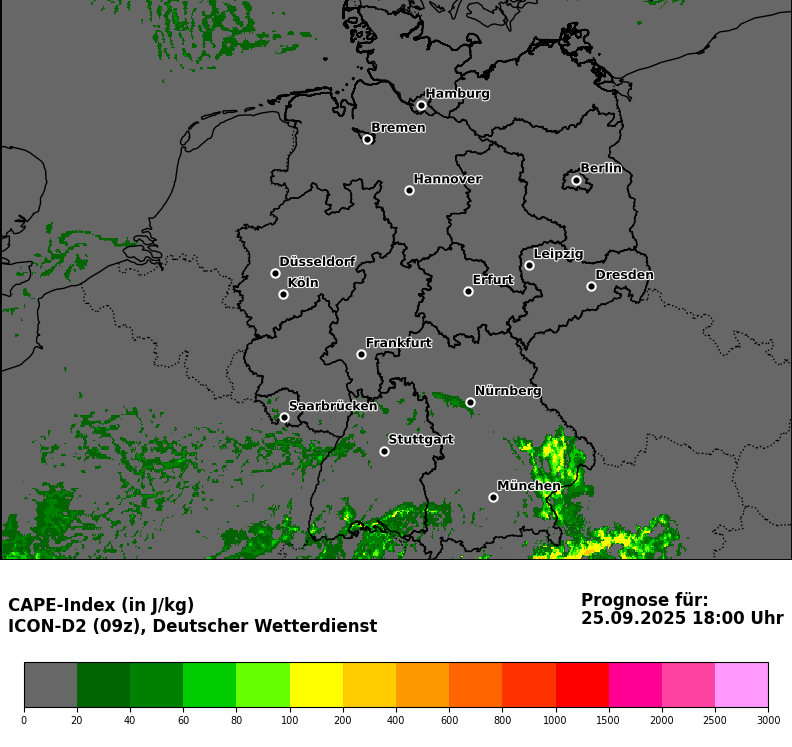 Hamburg
Bremen
Berlin
Hannover
Leipzig
Düsseldorf
Dresden
Erfurt
Köln
Frankfurt
Nürnberg
Saarbrücken
Stuttgart
München
CAPE-Index (in J/kg)
ICON-D2 (09z), Deutscher Wetterdienst
Prognose für:
25.09.2025 18:00 Uhr
0 20 40 60 80 100 200 400 600 800 1000 1500 2000 2500 3000